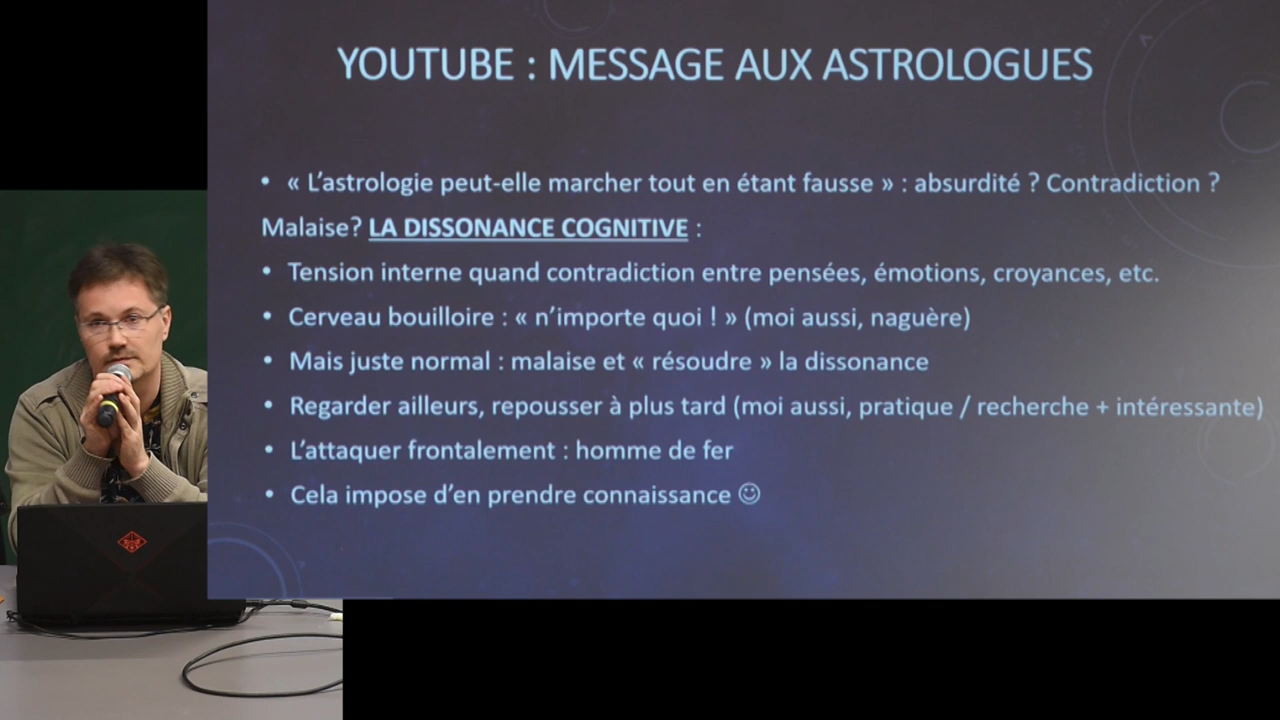 YOUTUBE : MESSAGE AUX ASTROLOGUES
• « L’astrologie peut-elle marcher tout en étant fausse » : absurdité ? Contradiction ?
Malaise? LA DISSONANCE COGNITIVE :
• Tension interne quand contradiction entre pensées, émotions, croyances, etc.
• Cerveau bouilloire : « n’importe quoi ! » (moi aussi, naguère)
• Mais juste normal : malaise et « résoudre » la dissonance
• Regarder ailleurs, repousser à plus tard (moi aussi, pratique / recherche + intéressante)
• L’attaquer frontalement : homme de fer
• Cela impose d’en prendre connaissance ☺